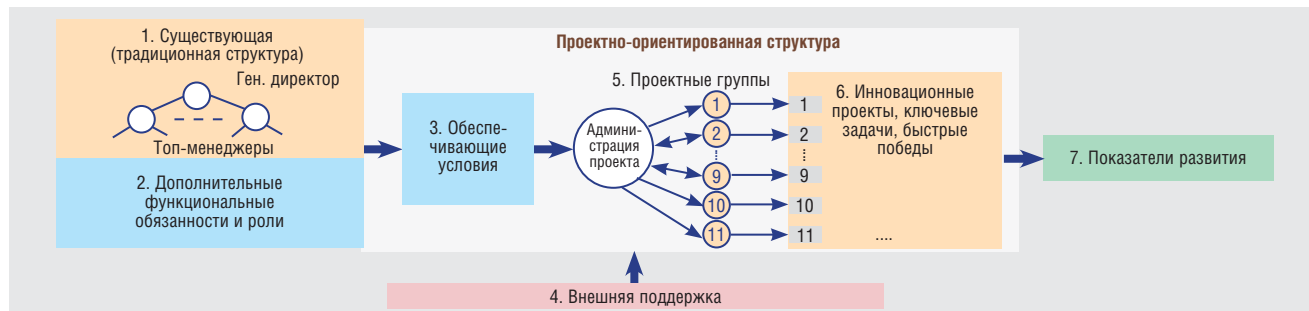 1. Существующая
(традиционная структура)
Ген. директор
Топ-менеджеры
2. Дополнительные
функциональные
обязанности и роли
Проектно-ориентированная структура
3. Обеспе-
чивающие
условия
Админи-
страция
проекта
5. Проектные группы
1
2
9
10
11
1
2
9
10
11
6. Инновационные
проекты, ключевые
задачи, быстрые
победы
....
7. Показатели развития
4. Внешняя поддержка